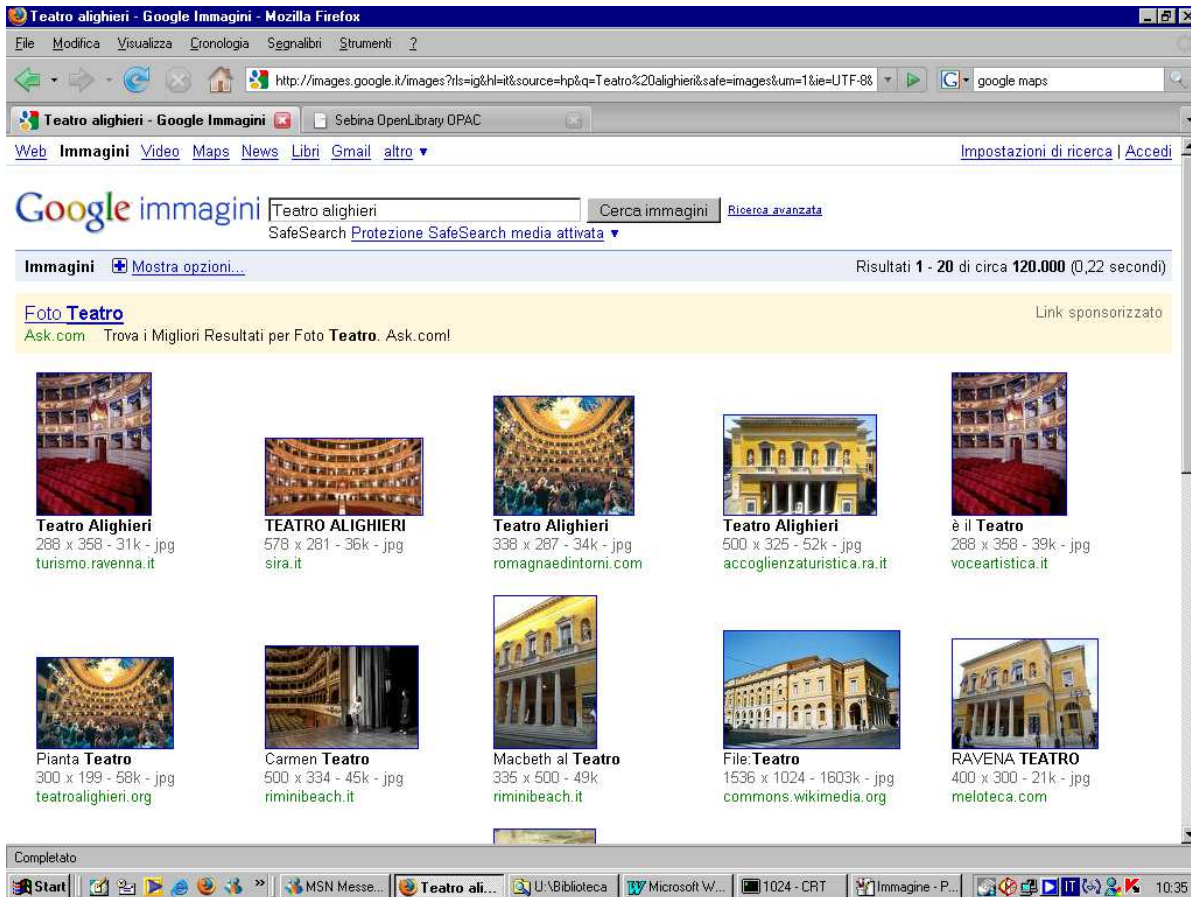 Teatro alighieri - Google Immagini - Mozilla Firefox
File Modifica Visualizza Cronologia Segnalibri Strumenti ?
http://images.google.it/images?rls=ig&hl=it&source=hp&q=Teatro%20alighieri&safe=images&um=1&ie=UTF-8& G google maps
Teatro alighieri - Google Immagini Sebina OpenLibrary OPAC
Web Immagini Video Maps News Libri Gmail altro ▼ Impostazioni di ricerca | Accedi
Google immagini Teatro alighieri Cerca immagini Ricerca avanzata
SafeSearch Protezione SafeSearch media attivata ▼
Immagini Mostra opzioni... Risultati 1 - 20 di circa 120.000 (0,22 secondi)
Foto Teatro Link sponsorizzato
Ask.com Trova i Migliori Resultati per Foto Teatro. Ask.com!
Teatro Alighieri TEATRO ALIGHIERI Teatro Alighieri Teatro Alighieri è il Teatro
288 x 358 - 31k - jpg 578 x 281 - 36k - jpg 338 x 287 - 34k - jpg 500 x 325 - 52k - jpg 288 x 358 - 39k - jpg
turismo.ravenna.it sira.it romagnaedintorni.com accoglienzaturistica.ra.it voceartistica.it
Pianta Teatro Carmen Teatro Macbeth al Teatro File:Teatro RAVENA TEATRO
300 x 199 - 58k - jpg 500 x 334 - 45k - jpg 335 x 500 - 49k 1536 x 1024 - 1603k - jpg 400 x 300 - 21k - jpg
teatroalighieri.org riminibeach.it riminibeach.it commons.wikimedia.org meloteca.com
Completato
Start » MSN Messe... Teatro ali... U:\Biblioteca Microsoft W... 1024 - CRT Immagine - P... IT 10:35